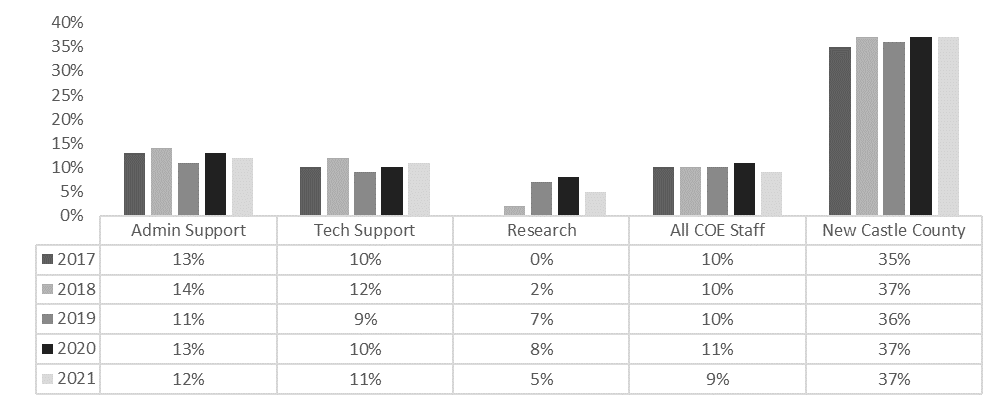 40%
35%
30%
25%
20%
15%
10%
5%
0%
Admin Support Tech Support Research All COE Staff New Castle County
2017 13% 10% 0% 10% 35%
2018 14% 12% 2% 10% 37%
2019 11% 9% 7% 10% 36%
2020 13% 10% 8% 11% 37%
2021 12% 11% 5% 9% 37%